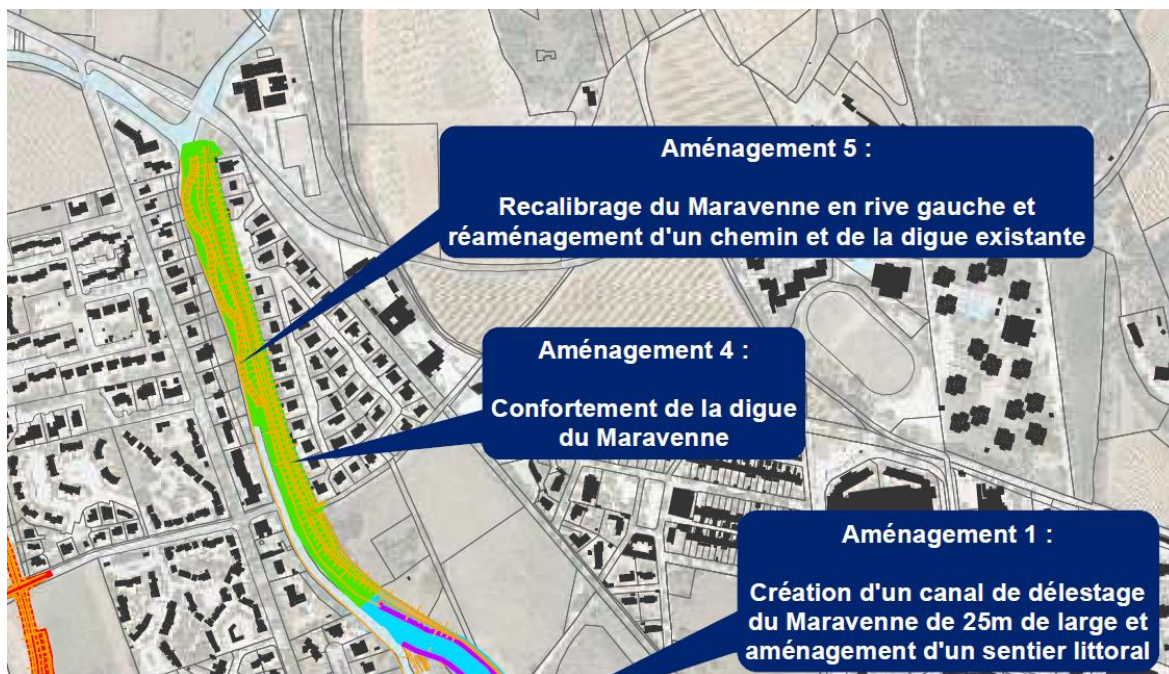 Aménagement 5 :
Recalibrage du Maravenne en rive gauche et
réaménagement d'un chemin et de la digue existante
Aménagement 4 :
Confortement de la digue
du Maravenne
Aménagement 1 :
Création d'un canal de délestage
du Maravenne de 25m de large et
aménagement d'un sentier littoral